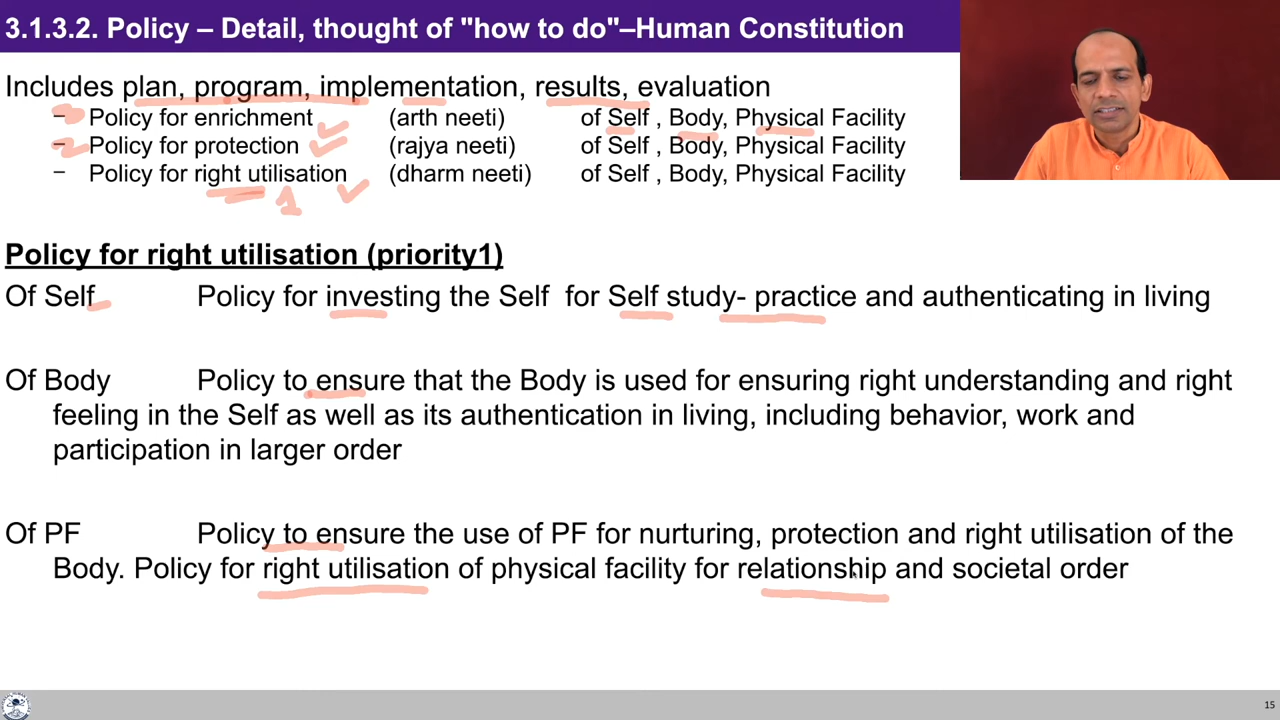 3.1.3.2. Policy – Detail, thought of "how to do"–Human Constitution
Includes plan, program, implementation, results, evaluation
– Policy for enrichment (arth neeti) of Self , Body, Physical Facility
– Policy for protection (rajya neeti) of Self , Body, Physical Facility
– Policy for right utilisation (dharm neeti) of Self , Body, Physical Facility
1
Policy for right utilisation (priority1)
Of Self Policy for investing the Self for Self study- practice and authenticating in living
Of Body Policy to ensure that the Body is used for ensuring right understanding and right
feeling in the Self as well as its authentication in living, including behavior, work and
participation in larger order
Of PF Policy to ensure the use of PF for nurturing, protection and right utilisation of the
Body. Policy for right utilisation of physical facility for relationship and societal order
15